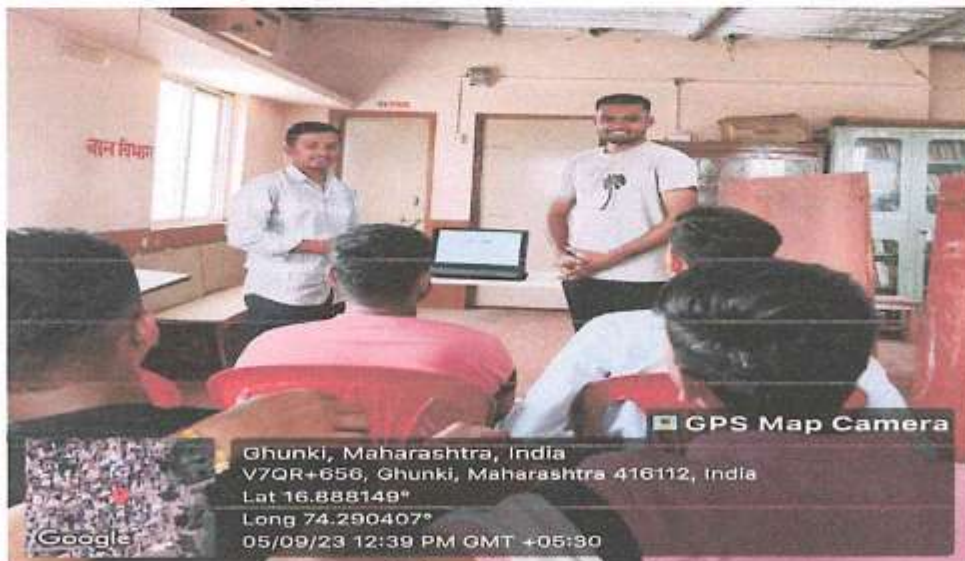 GPS Map Camera
Ghunki, Maharashtra, India
V7QR+656, Ghunki, Maharashtra 416112, India
Lat 16.888149°
Long 74.290407°
05/09/23 12:39 PM GMT +05:30
Google